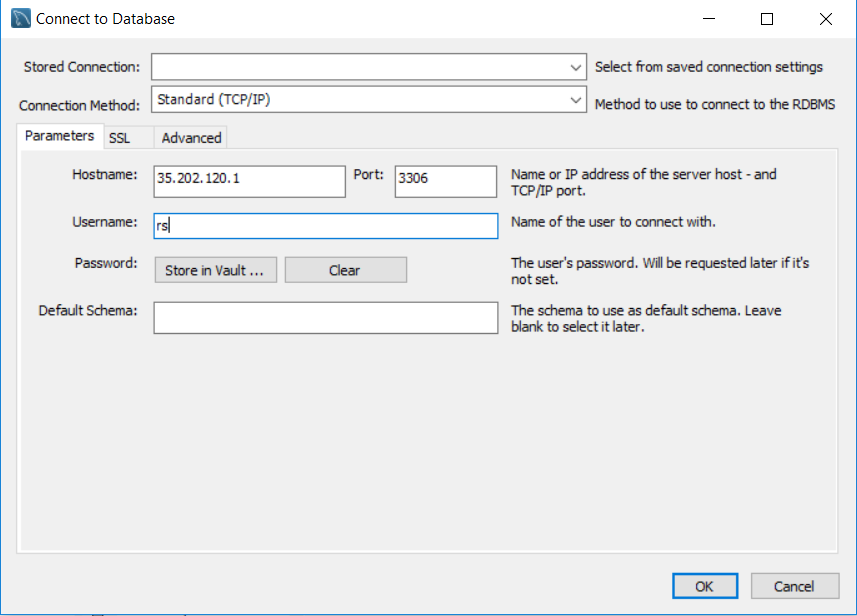 Connect to Database
Stored Connection:
Select from saved connection settings
Connection Method: Standard (TCP/IP)
Method to use to connect to the RDBMS
Parameters SSL Advanced
Hostname: 35.202.120.1 Port: 3306
Name or IP address of the server host - and
TCP/IP port.
Username: rs
Name of the user to connect with.
Password: Store in Vault ... Clear
The user's password. Will be requested later if it's
not set.
Default Schema:
The schema to use as default schema. Leave
blank to select it later.
OK Cancel